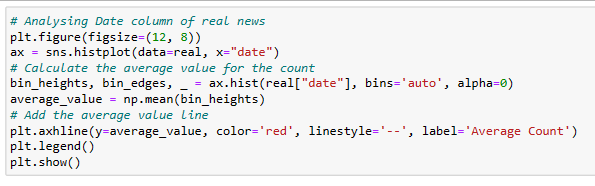 # Analysing Date column of real news
plt.figure(figsize=(12, 8))
ax = sns.histplot(data=real, x="date")
# Calculate the average value for the count
bin_heights, bin_edges, _ = ax.hist(real["date"], bins='auto', alpha=0)
average_value = np.mean(bin_heights)
# Add the average value line
plt.axhline(y=average_value, color='red', linestyle='--', label='Average Count')
plt.legend()
plt.show()